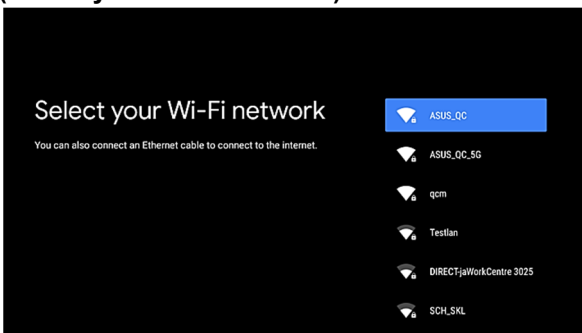 Select your Wi-Fi network
You can also connect an Ethernet cable to connect to the internet.
ASUS_QC
ASUS_QC_5G
qcm
Testlan
DIRECT-jaWorkCentre 3025
SCH_SKL